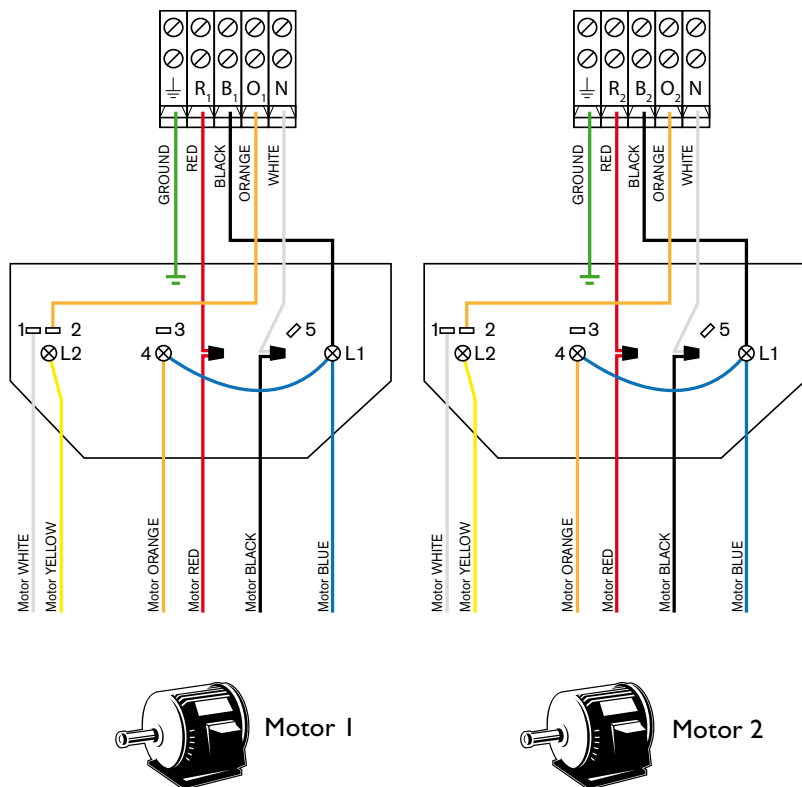 R1 B1 O1 N
R2 B2 O2 N
GROUND
RED
BLACK
ORANGE
WHITE
GROUND
RED
BLACK
ORANGE
WHITE
1 2 3 5
L2 4 L1
1 2 3 5
L2 4 L1
Motor WHITE
Motor YELLOW
Motor ORANGE
Motor RED
Motor BLACK
Motor BLUE
Motor WHITE
Motor YELLOW
Motor ORANGE
Motor RED
Motor BLACK
Motor BLUE
Motor 1
Motor 2